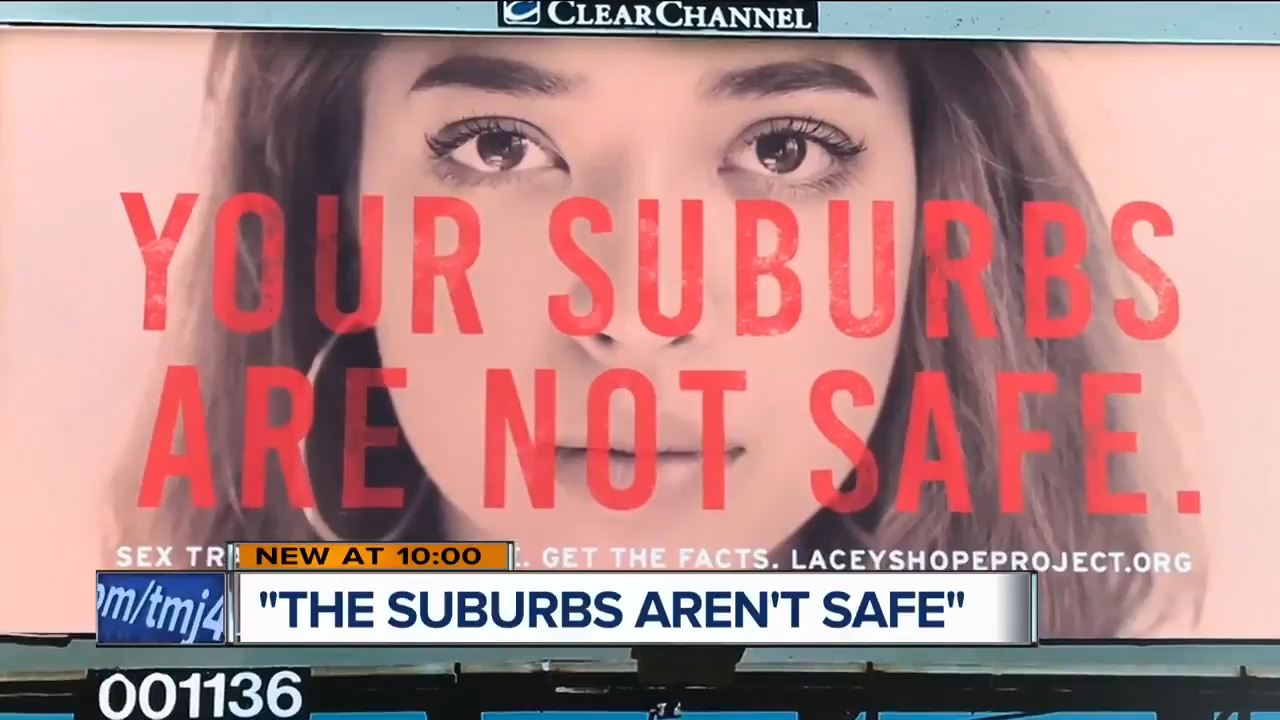 CLEARCHANNEL
YOUR SUBURBS
ARE NOT SAFE.
SEX GET THE FACTS. LACEYSHOPEPROJECT.ORG
NEW AT 10:00
om/tmj4
"THE SUBURBS AREN'T SAFE"
001136